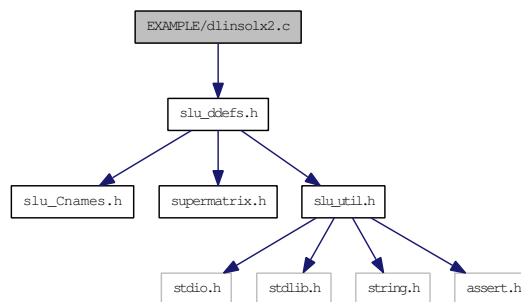 EXAMPLE/dlinsolx2.c
slu_ddefs.h
slu_Cnames.h
supermatrix.h
slu_util.h
stdio.h
stdlib.h
string.h
assert.h